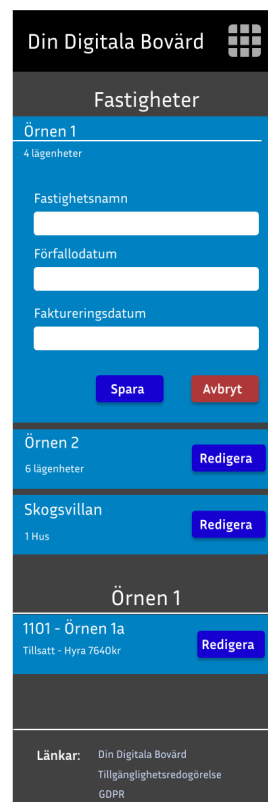 Din Digitala Bovärd
Fastigheter
Örnen 1
4 lägenheter
Fastighetsnamn
Förfallodatum
Faktureringsdatum
Spara
Avbryt
Örnen 2
6 lägenheter
Redigera
Skogsvillan
1 Hus
Redigera
Örnen 1
1101 - Örnen 1a
Tillsatt - Hyra 7640kr
Redigera
Länkar:
Din Digitala Bovärd
Tillgänglighetsredogörelse
GDPR